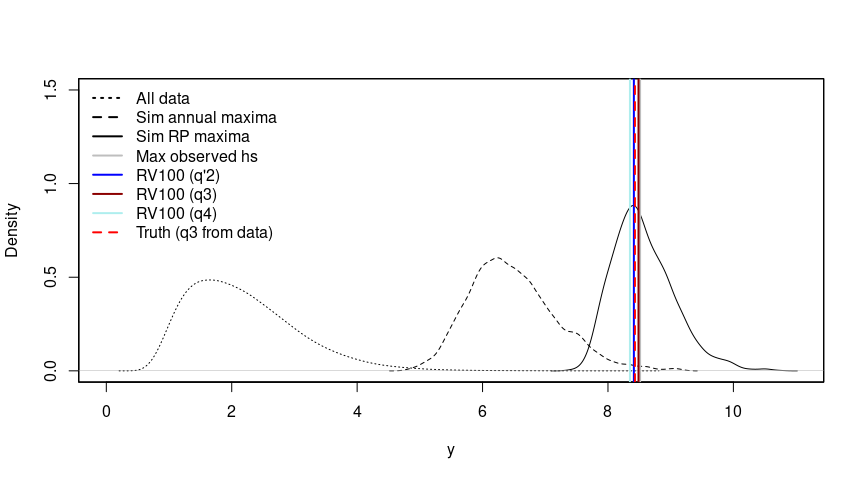 All data
Sim annual maxima
Sim RP maxima
Max observed hs
RV100 (q'2)
RV100 (q3)
RV100 (q4)
Truth (q3 from data)
Density
0.0 0.5 1.0 1.5
0 2 4 6 8 10
y